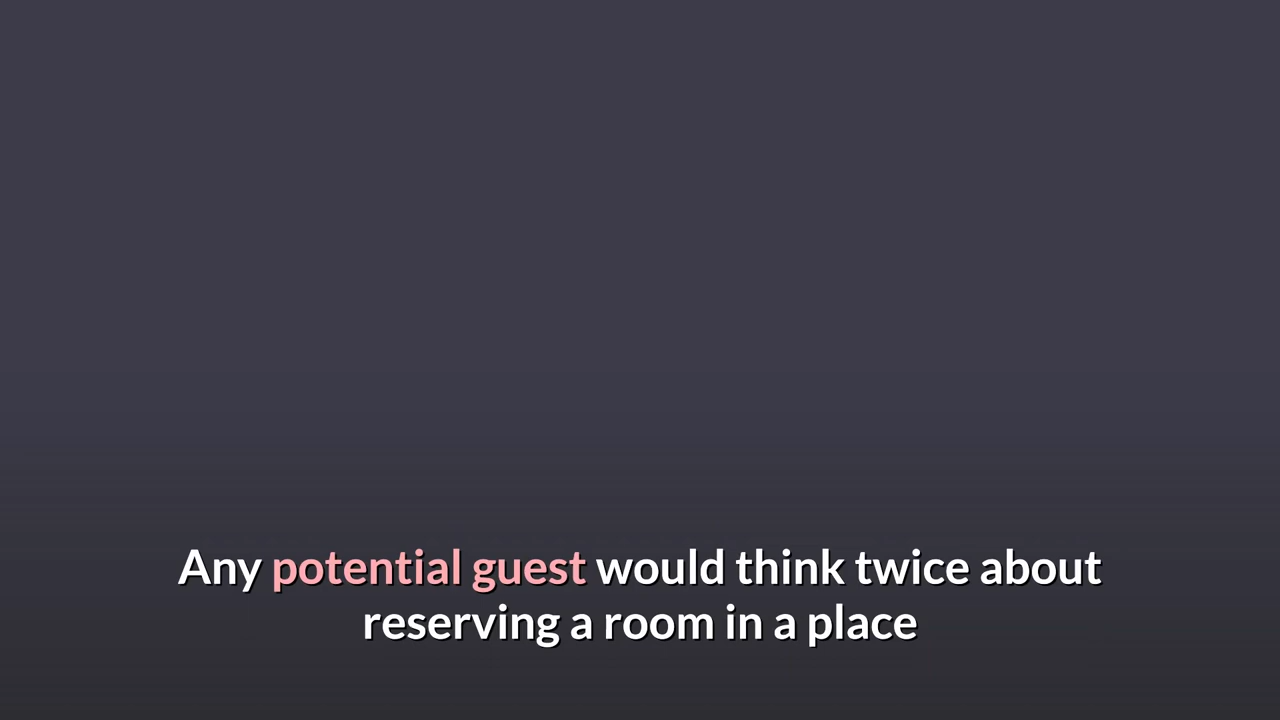 Any potential guest would think twice about
reserving a room in a place